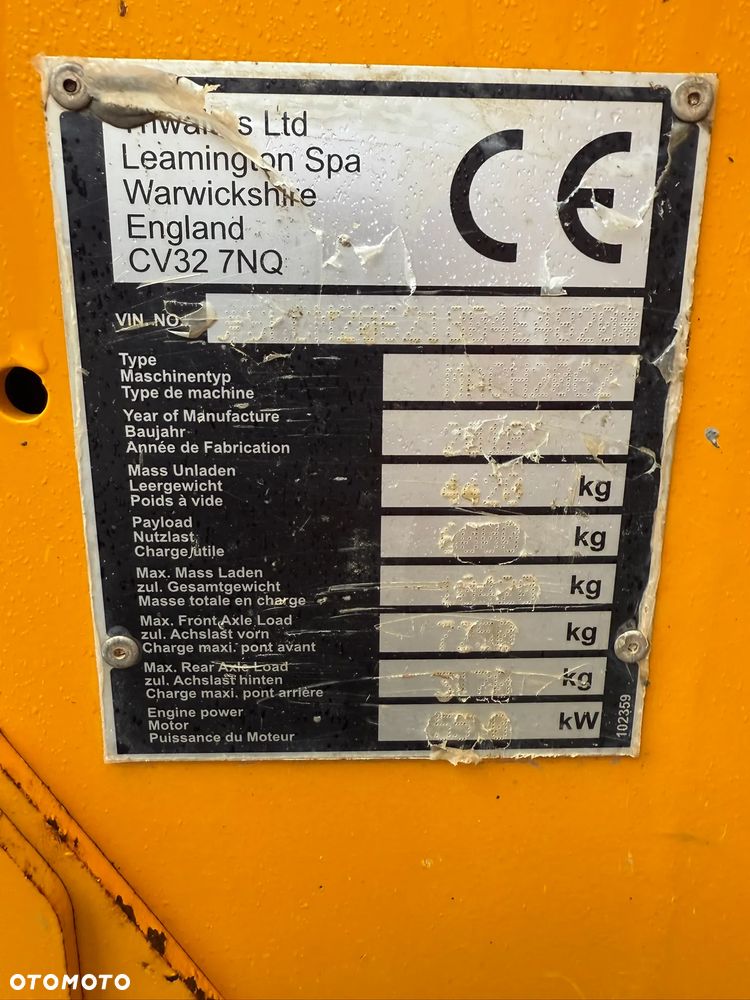 Ltd
Leamington Spa
Warwickshire
England
CV32 7NQ
CE
VIN. NO.
Type
Maschinentyp
Type de machine
Year of Manufacture
Baujahr
Année de Fabrication
Mass Unladen
Leergewicht
Poids à vide
4420 kg
Payload
Nutzlast
Charge utile
kg
Max. Mass Laden
zul. Gesamtgewicht
Masse totale en charge
kg
Max. Front Axle Load
zul. Achslast vorn
Charge maxi. pont avant
kg
Max. Rear Axle Load
zul. Achslast hinten
Charge maxi. pont arrière
kg
Engine power
Motor
Puissance du Moteur
kW
102359
OTOMOTO